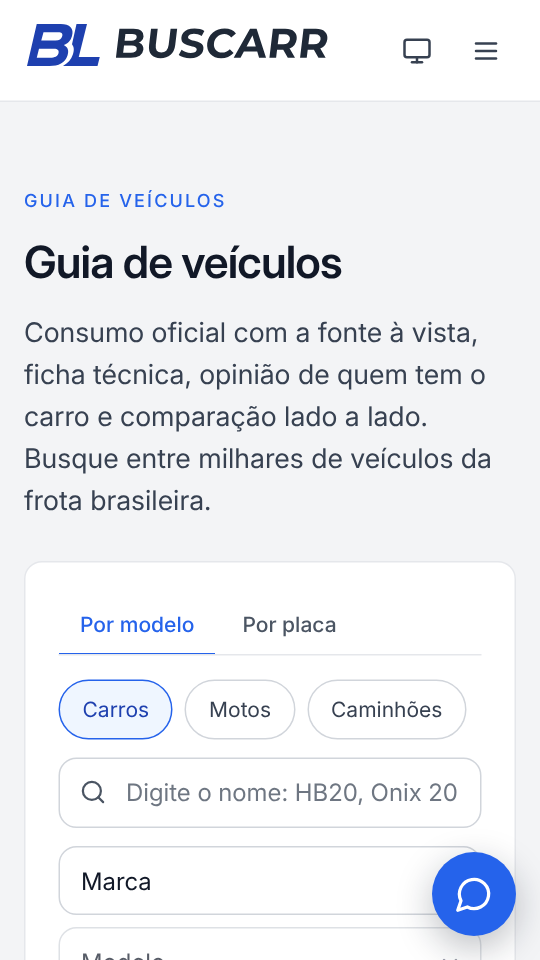 BL BUSCARR
GUIA DE VEÍCULOS
Guia de veículos
Consumo oficial com a fonte à vista,
ficha técnica, opinião de quem tem o
carro e comparação lado a lado.
Busque entre milhares de veículos da
frota brasileira.
Por modelo Por placa
Carros Motos Caminhões
Digite o nome: HB20, Onix 20
Marca
Modelo